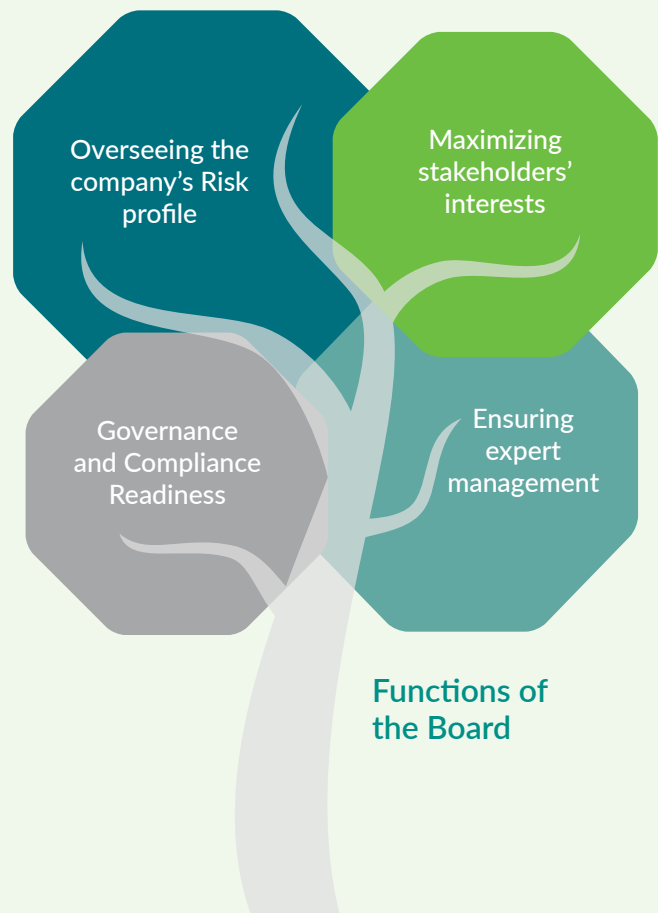 Overseeing the
company’s Risk
profile
Maximizing
stakeholders’
interests
Governance
and Compliance
Readiness
Ensuring
expert
management
Functions of
the Board